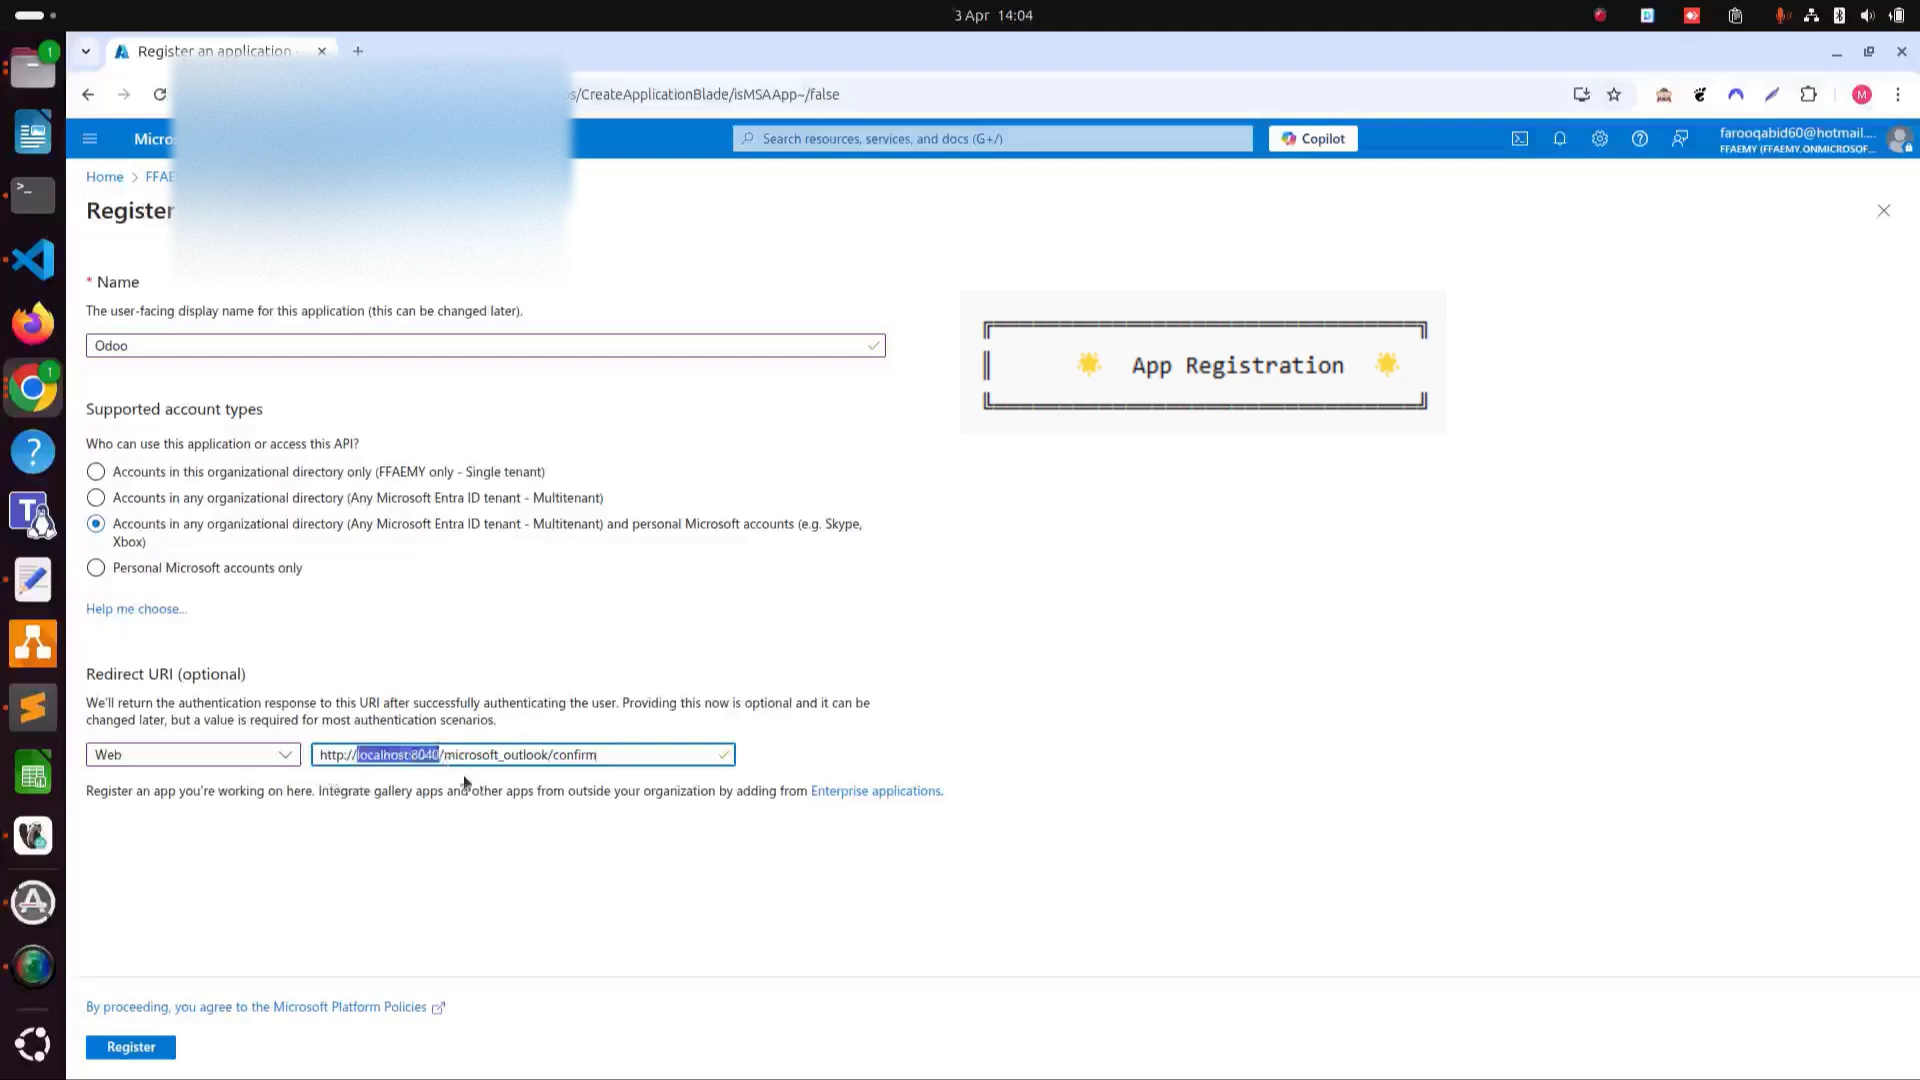 3 Apr 14:04
1
Register an application
s/CreateApplicationBlade/isMSAApp~/false
M
Micro
Search resources, services, and docs (G+/)
Copilot
farooqabid60@hotmail....
FFAEMY (FFAEMY.ONMICROSOF...
Home > FFAE
Register
* Name
The user-facing display name for this application (this can be changed later).
Odoo
App Registration
Supported account types
Who can use this application or access this API?
Accounts in this organizational directory only (FFAEMY only - Single tenant)
Accounts in any organizational directory (Any Microsoft Entra ID tenant - Multitenant)
Accounts in any organizational directory (Any Microsoft Entra ID tenant - Multitenant) and personal Microsoft accounts (e.g. Skype,
Xbox)
Personal Microsoft accounts only
Help me choose...
Redirect URI (optional)
We'll return the authentication response to this URI after successfully authenticating the user. Providing this now is optional and it can be
changed later, but a value is required for most authentication scenarios.
Web
http://localhost:8040/microsoft_outlook/confirm
Register an app you're working on here. Integrate gallery apps and other apps from outside your organization by adding from Enterprise applications.
By proceeding, you agree to the Microsoft Platform Policies
Register
1